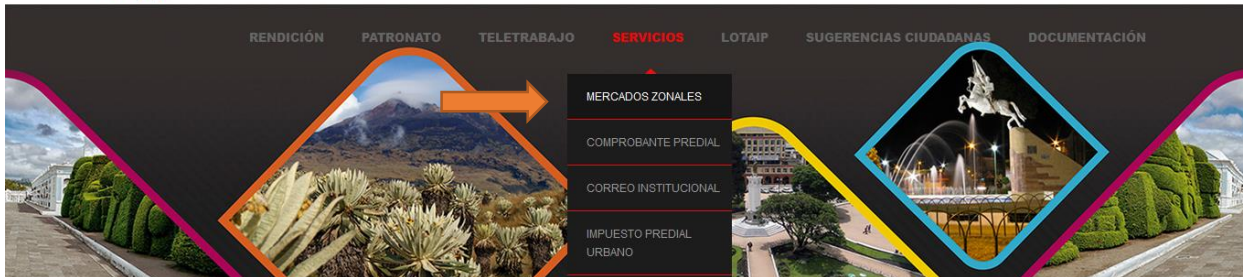 RENDICIÓN PATRONATO TELETRABAJO SERVICIOS LOTAIP SUGERENCIAS CIUDADANAS DOCUMENTACIÓN
MERCADOS ZONALES
COMPROBANTE PREDIAL
CORREO INSTITUCIONAL
IMPUESTO PREDIAL
URBANO